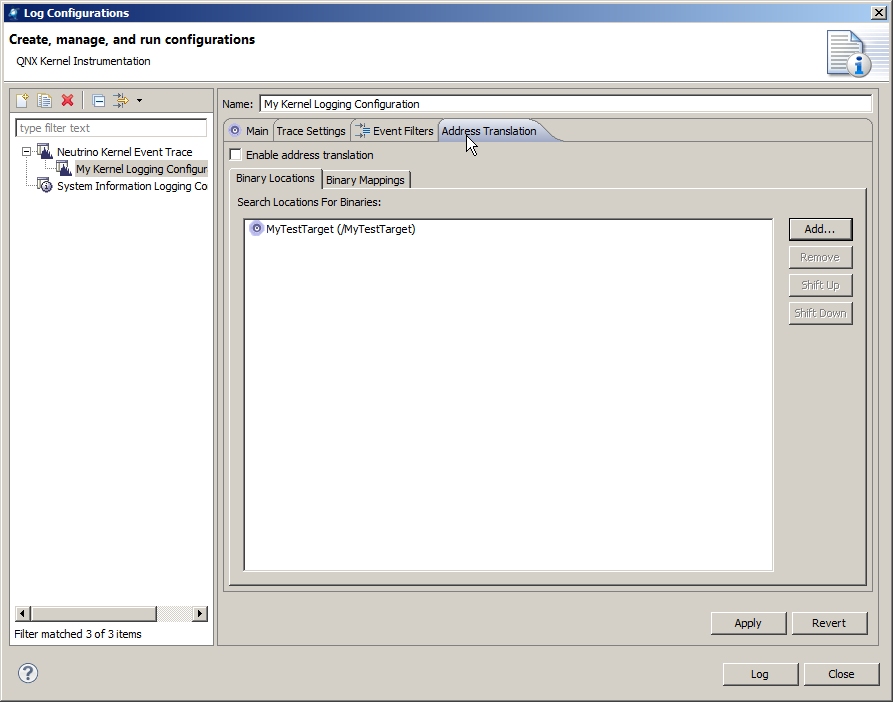 Log Configurations
Create, manage, and run configurations
QNX Kernel Instrumentation
type filter text
Neutrino Kernel Event Trace
My Kernel Logging Configur
System Information Logging Co
Filter matched 3 of 3 items
Name: My Kernel Logging Configuration
Main Trace Settings Event Filters Address Translation
Enable address translation
Binary Locations Binary Mappings
Search Locations For Binaries:
MyTestTarget (/MyTestTarget)
Add...
Remove
Shift Up
Shift Down
Apply Revert
Log Close